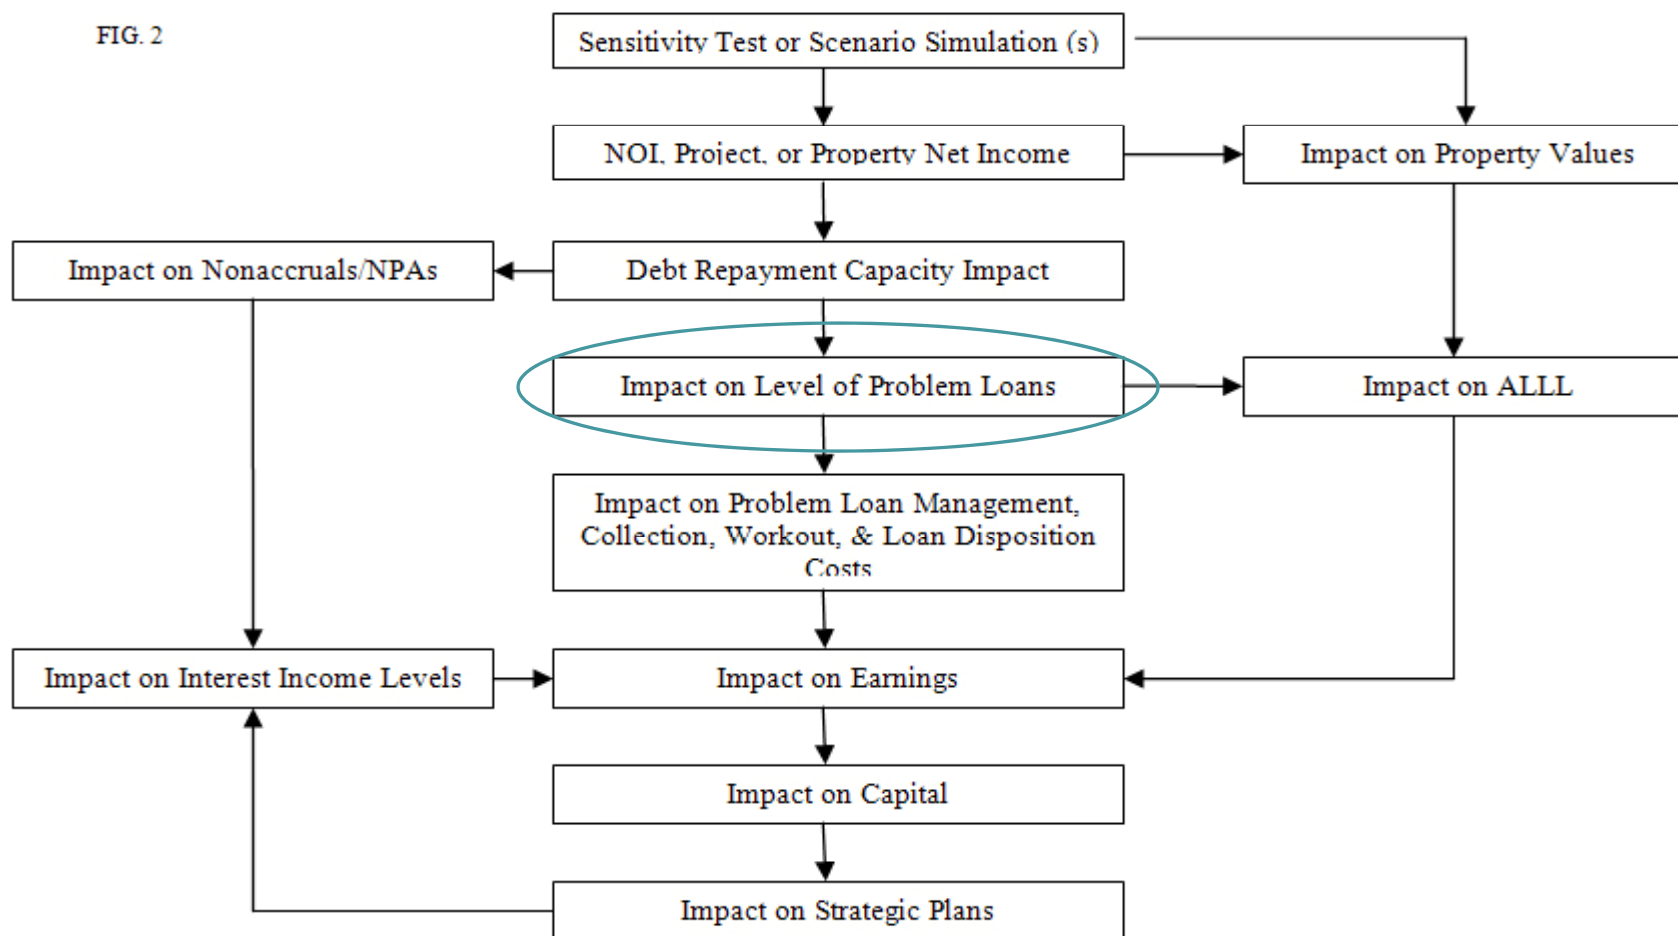 FIG. 2
Sensitivity Test or Scenario Simulation (s)
NOI, Project, or Property Net Income
Impact on Property Values
Impact on Nonaccruals/NPAs
Debt Repayment Capacity Impact
Impact on Level of Problem Loans
Impact on ALLL
Impact on Problem Loan Management,
Collection, Workout, & Loan Disposition
Costs
Impact on Interest Income Levels
Impact on Earnings
Impact on Capital
Impact on Strategic Plans